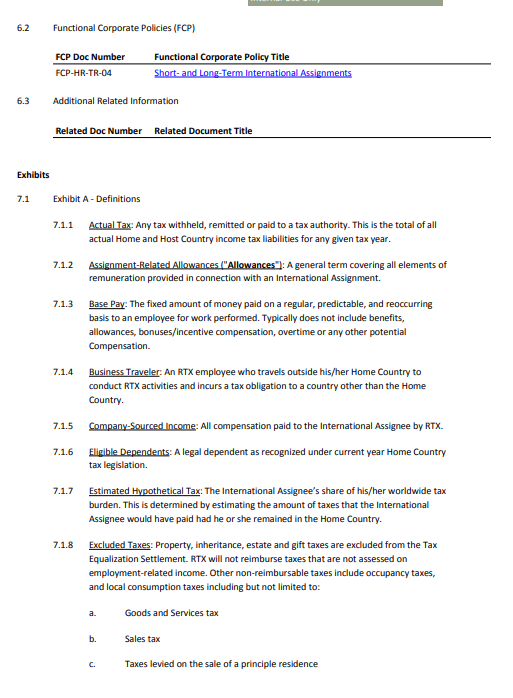 6.2 Functional Corporate Policies (FCP)
FCP Doc Number Functional Corporate Policy Title
FCP-HR-TR-04 Short- and Long-Term International Assignments
6.3 Additional Related Information
Related Doc Number Related Document Title
Exhibits
7.1 Exhibit A - Definitions
7.1.1 Actual Tax: Any tax withheld, remitted or paid to a tax authority. This is the total of all
actual Home and Host Country income tax liabilities for any given tax year.
7.1.2 Assignment-Related Allowances ("Allowances"): A general term covering all elements of
remuneration provided in connection with an International Assignment.
7.1.3 Base Pay: The fixed amount of money paid on a regular, predictable, and reoccurring
basis to an employee for work performed. Typically does not include benefits,
allowances, bonuses/incentive compensation, overtime or any other potential
Compensation.
7.1.4 Business Traveler: An RTX employee who travels outside his/her Home Country to
conduct RTX activities and incurs a tax obligation to a country other than the Home
Country.
7.1.5 Company-Sourced Income: All compensation paid to the International Assignee by RTX.
7.1.6 Eligible Dependents: A legal dependent as recognized under current year Home Country
tax legislation.
7.1.7 Estimated Hypothetical Tax: The International Assignee's share of his/her worldwide tax
burden. This is determined by estimating the amount of taxes that the International
Assignee would have paid had he or she remained in the Home Country.
7.1.8 Excluded Taxes: Property, inheritance, estate and gift taxes are excluded from the Tax
Equalization Settlement. RTX will not reimburse taxes that are not assessed on
employment-related income. Other non-reimbursable taxes include occupancy taxes,
and local consumption taxes including but not limited to:
a. Goods and Services tax
b. Sales tax
c. Taxes levied on the sale of a principle residence